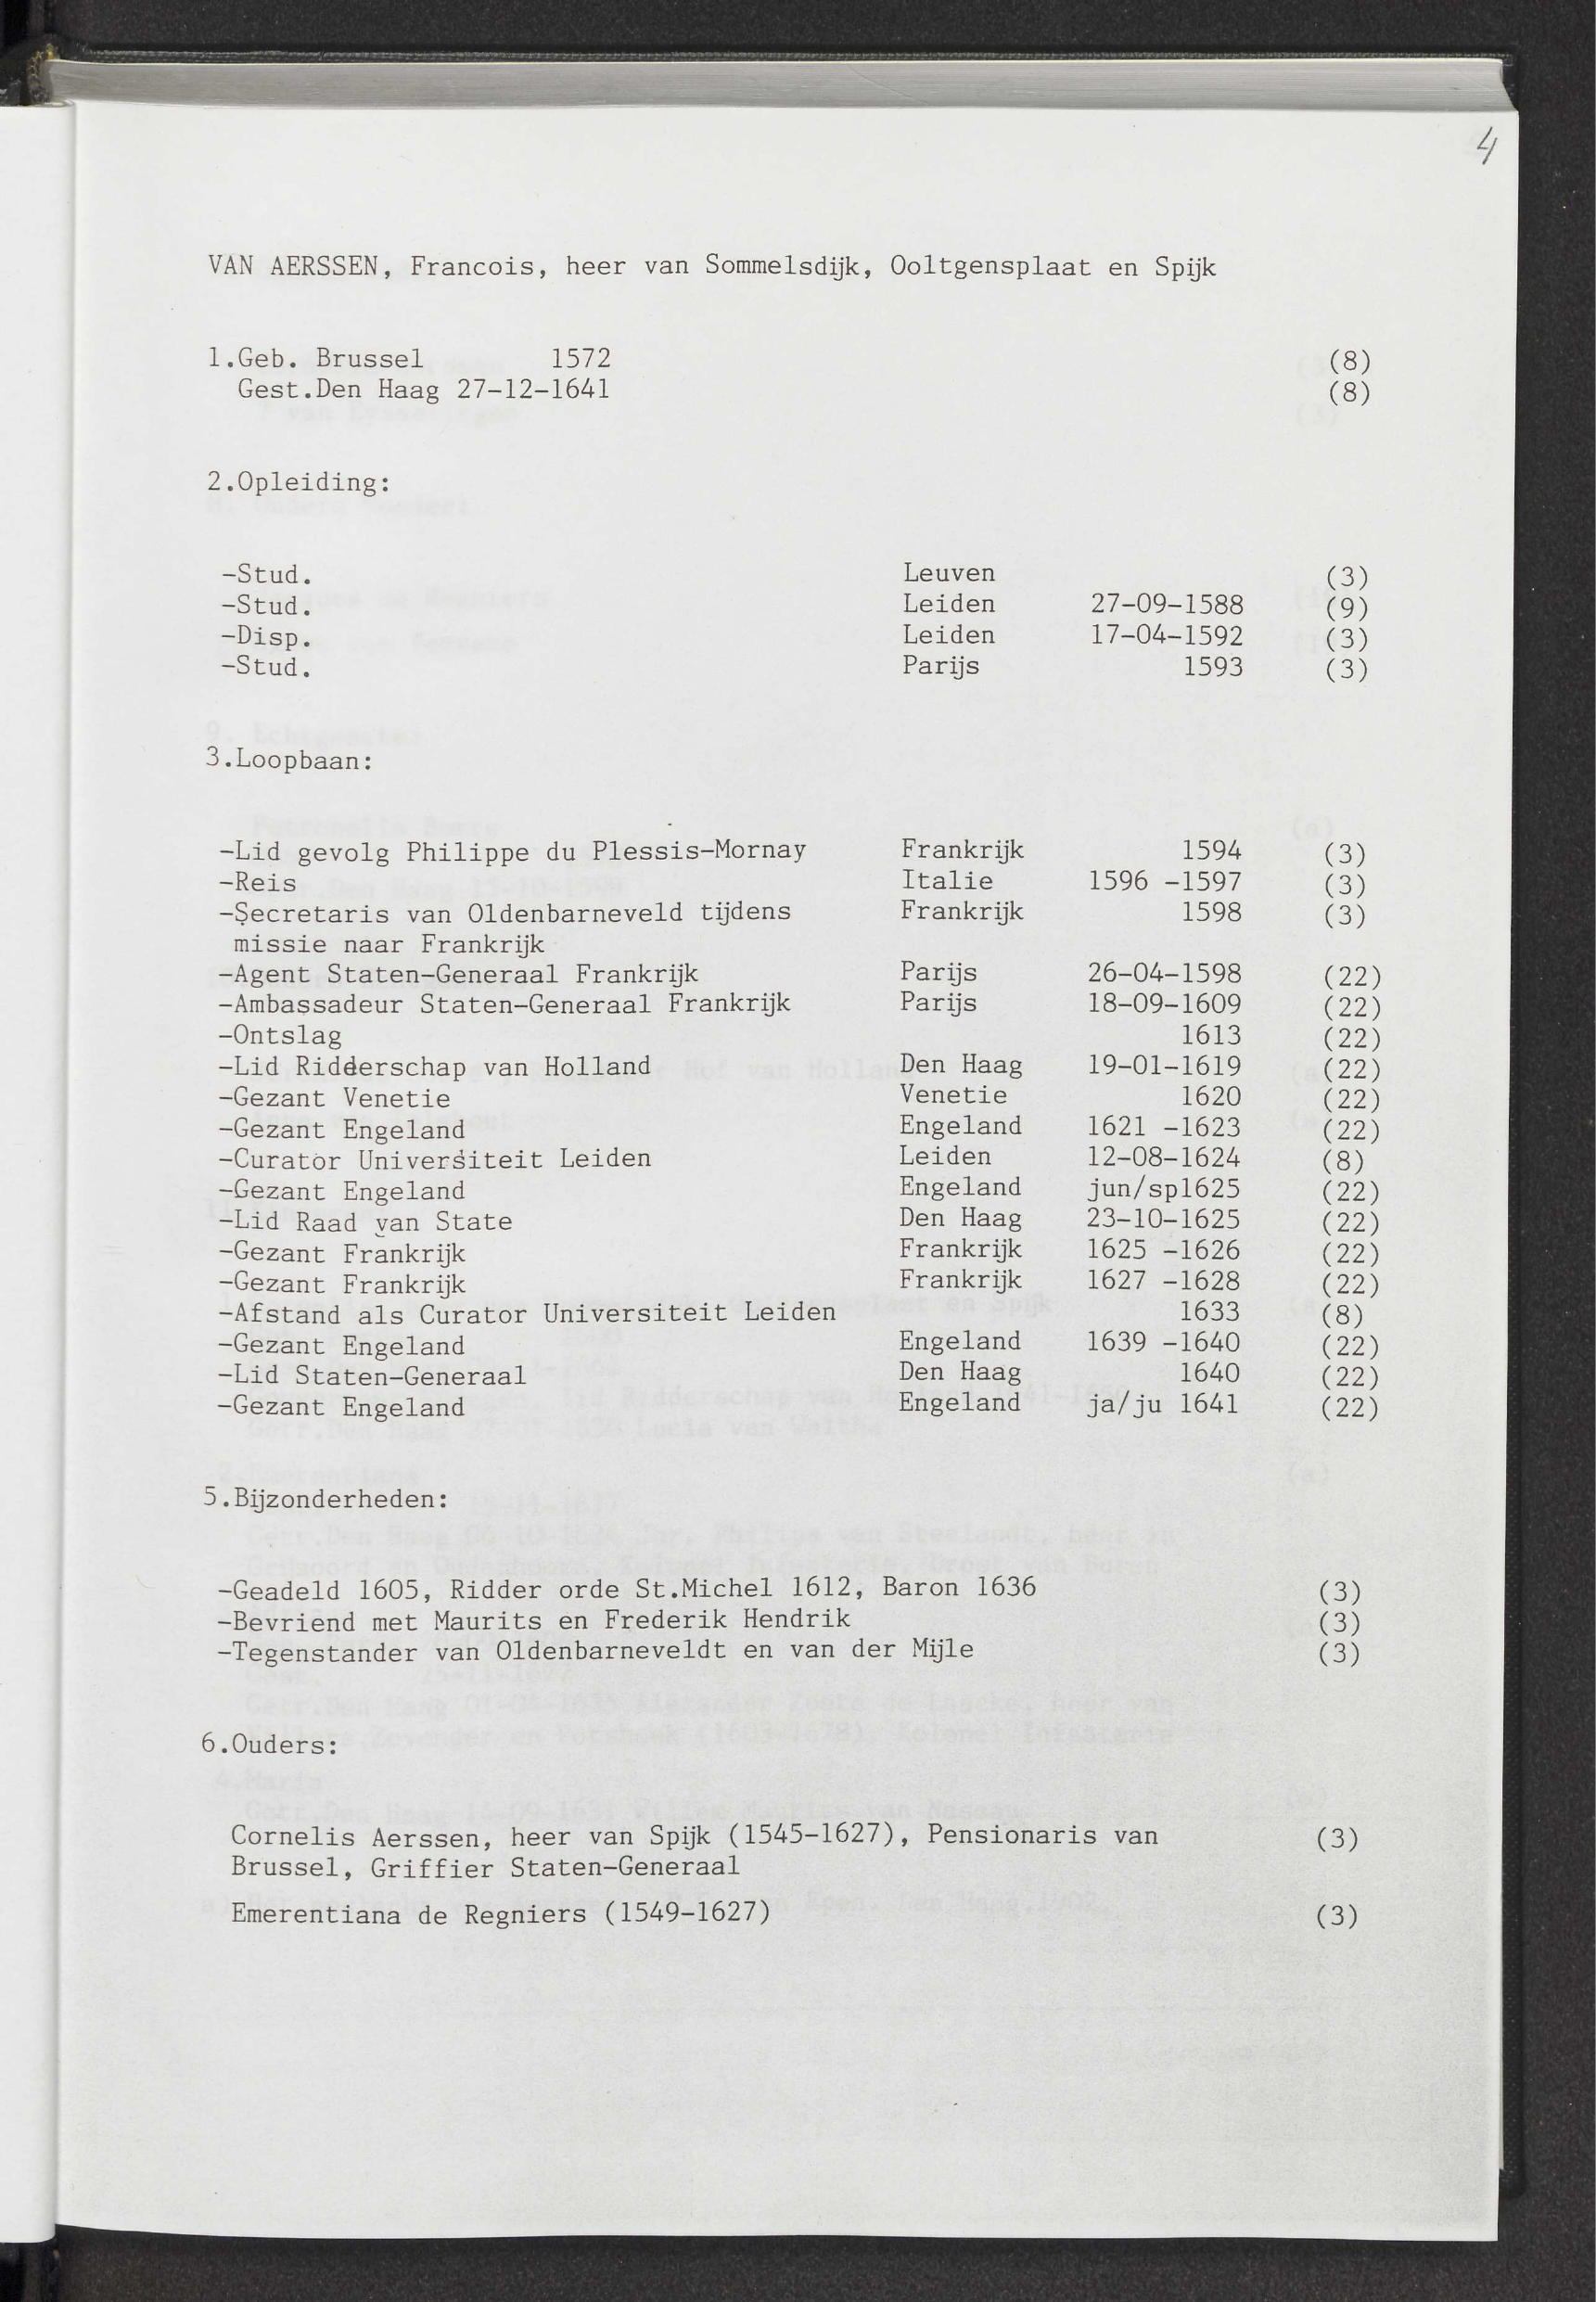 4
VAN AERSSEN, Francois, heer van Sommelsdijk, Ooltgensplaat en Spijk
1.Geb. Brussel 1572 (8)
Gest.Den Haag 27-12-1641 (8)
2.Opleiding:
-Stud. Leuven (3)
-Stud. Leiden 27-09-1588 (9)
-Disp. Leiden 17-04-1592 (3)
-Stud. Parijs 1593 (3)
3.Loopbaan:
-Lid gevolg Philippe du Plessis-Mornay Frankrijk 1594 (3)
-Reis Italie 1596 -1597 (3)
-Secretaris van Oldenbarneveld tijdens Frankrijk 1598 (3)
missie naar Frankrijk
-Agent Staten-Generaal Frankrijk Parijs 26-04-1598 (22)
-Ambassadeur Staten-Generaal Frankrijk Parijs 18-09-1609 (22)
-Ontslag 1613 (22)
-Lid Ridderschap van Holland Den Haag 19-01-1619 (22)
-Gezant Venetie Venetie 1620 (22)
-Gezant Engeland Engeland 1621 -1623 (22)
-Curator Universiteit Leiden Leiden 12-08-1624 (8)
-Gezant Engeland Engeland jun/sp1625 (22)
-Lid Raad van State Den Haag 23-10-1625 (22)
-Gezant Frankrijk Frankrijk 1625 -1626 (22)
-Gezant Frankrijk Frankrijk 1627 -1628 (22)
-Afstand als Curator Universiteit Leiden 1633 (8)
-Gezant Engeland Engeland 1639 -1640 (22)
-Lid Staten-Generaal Den Haag 1640 (22)
-Gezant Engeland Engeland ja/ju 1641 (22)
5.Bijzonderheden:
-Geadeld 1605, Ridder orde St.Michel 1612, Baron 1636 (3)
-Bevriend met Maurits en Frederik Hendrik (3)
-Tegenstander van Oldenbarneveldt en van der Mijle (3)
6.Ouders:
Cornelis Aerssen, heer van Spijk (1545-1627), Pensionaris van (3)
Brussel, Griffier Staten-Generaal
Emerentiana de Regniers (1549-1627) (3)